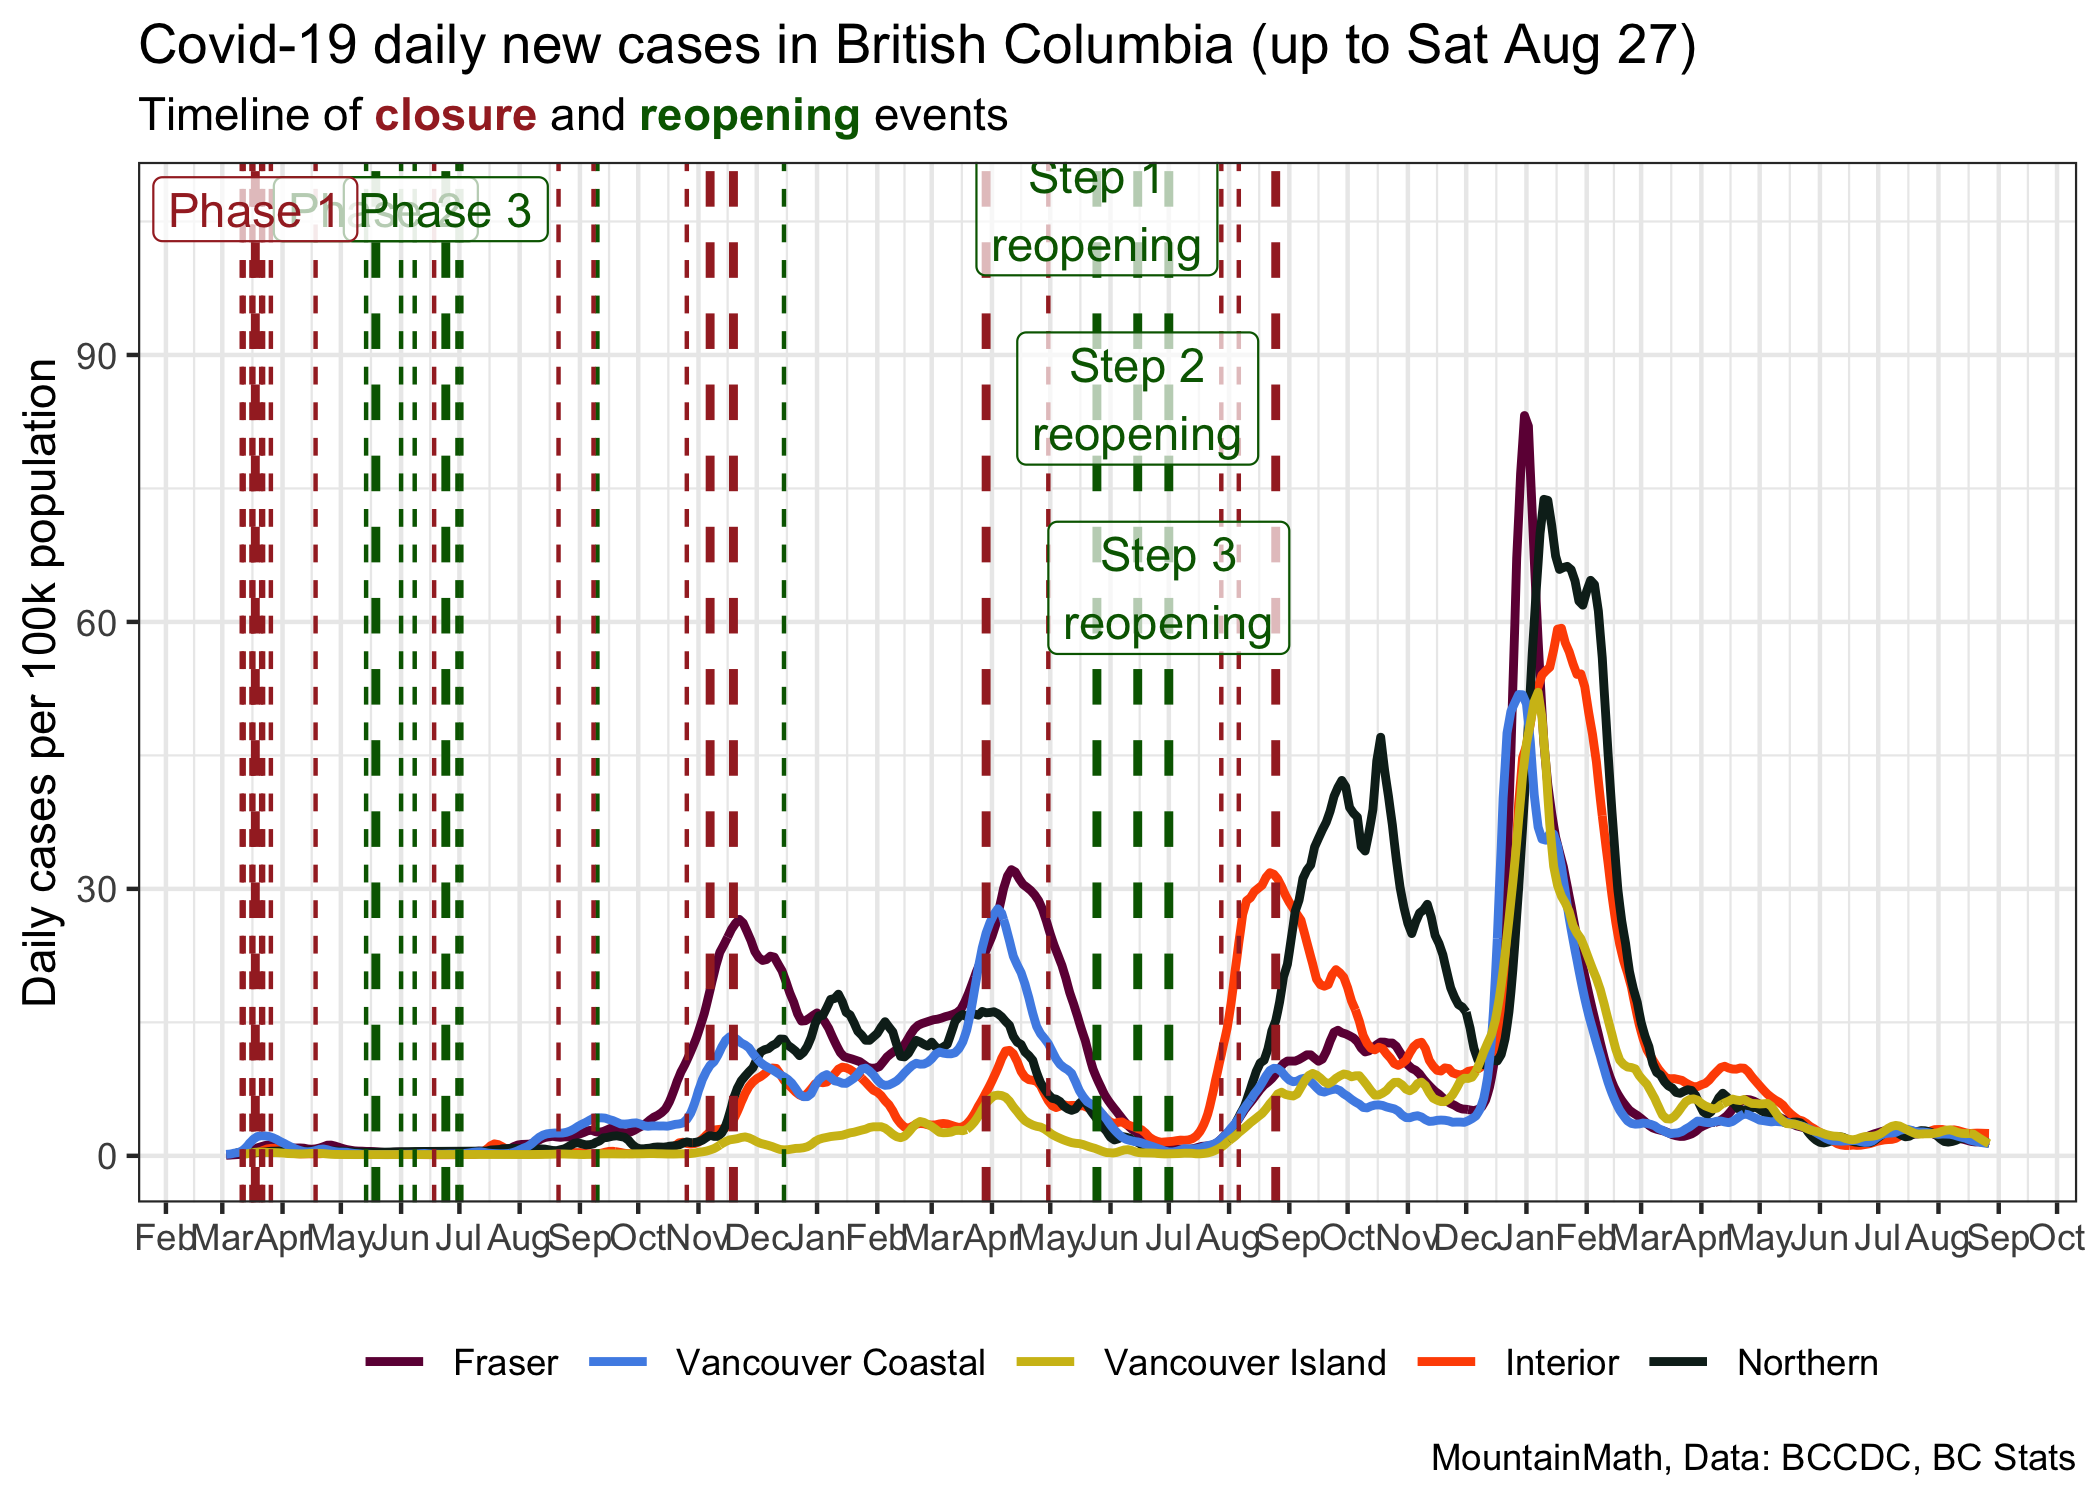 Covid-19 daily new cases in British Columbia (up to Sat Aug 27)
Timeline of closure and reopening events
Phase 1 Phase 2 Phase 3
Step 1
reopening
Step 2
reopening
Step 3
reopening
Daily cases per 100k population
90
60
30
0
Feb Mar Apr May Jun Jul Aug Sep Oct Nov Dec Jan Feb Mar Apr May Jun Jul Aug Sep Oct Nov Dec Jan Feb Mar Apr May Jun Jul Aug Sep Oct
Fraser Vancouver Coastal Vancouver Island Interior Northern
MountainMath, Data: BCCDC, BC Stats